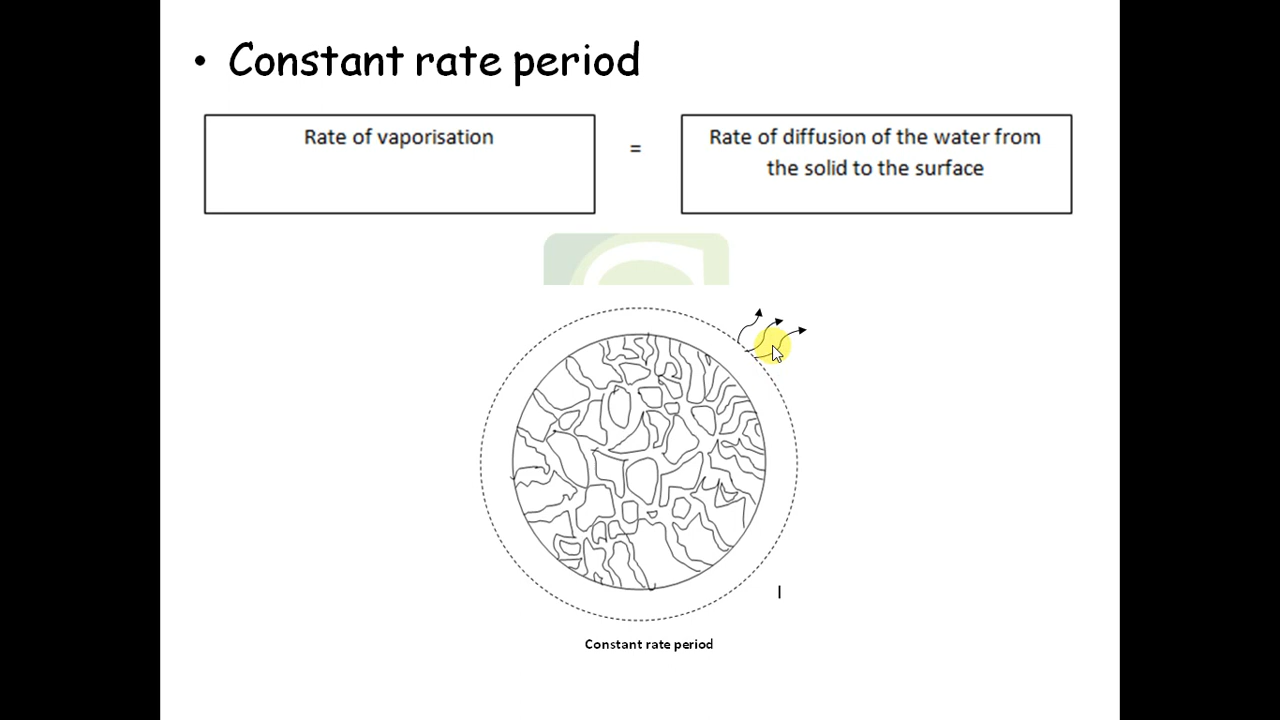 • Constant rate period
Rate of vaporisation
=
Rate of diffusion of the water from
the solid to the surface
Constant rate period